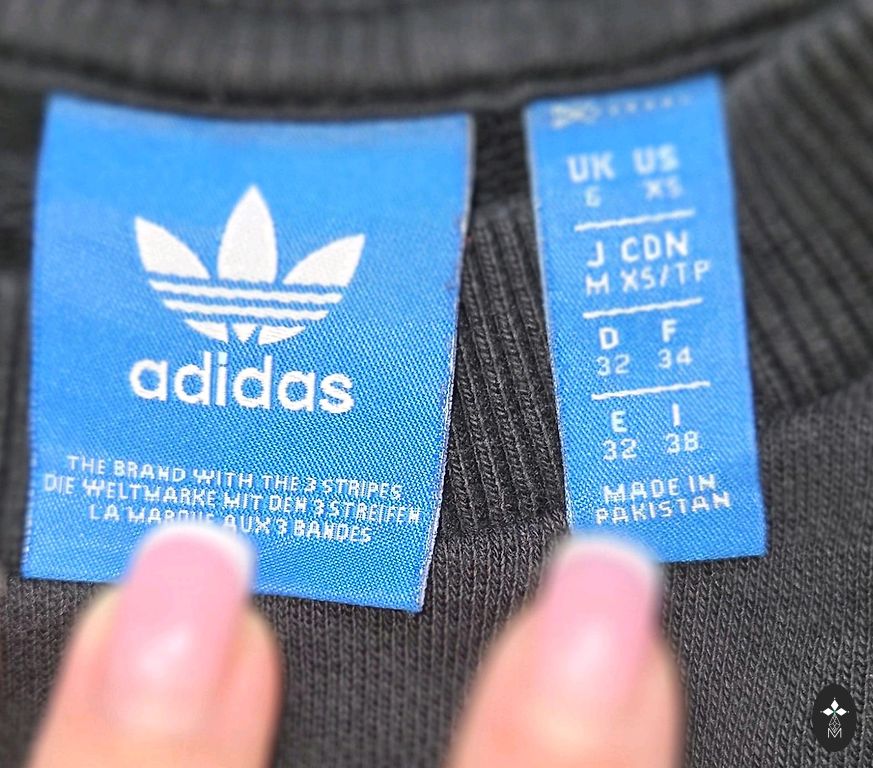 adidas
THE BRAND WITH THE 3 STRIPES
DIE WELTMARKE MIT DEN 3 STREIFEN
LA MARQUE AUX 3 BANDES
UK US
6 XS
J CDN
M XS/TP
D F
32 34
E I
32 38
MADE IN
PAKISTAN
M